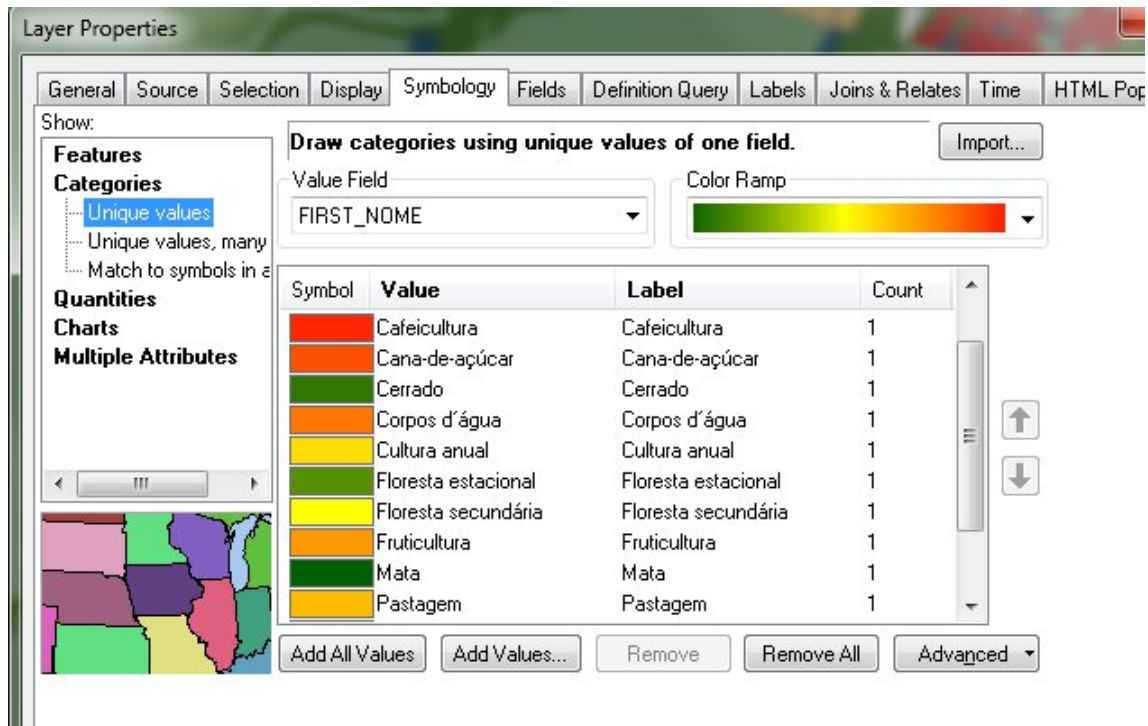 Layer Properties
General Source Selection Display Symbology Fields Definition Query Labels Joins & Relates Time HTML Pop
Show:
Features
Categories
Unique values
Unique values, many
Match to symbols in a
Quantities
Charts
Multiple Attributes
Draw categories using unique values of one field.
Import...
Value Field
FIRST_NOME
Color Ramp
Symbol Value Label Count
Cafeicultura Cafeicultura 1
Cana-de-açúcar Cana-de-açúcar 1
Cerrado Cerrado 1
Corpos d´água Corpos d´água 1
Cultura anual Cultura anual 1
Floresta estacional Floresta estacional 1
Floresta secundária Floresta secundária 1
Fruticultura Fruticultura 1
Mata Mata 1
Pastagem Pastagem 1
Add All Values Add Values... Remove Remove All Advanced